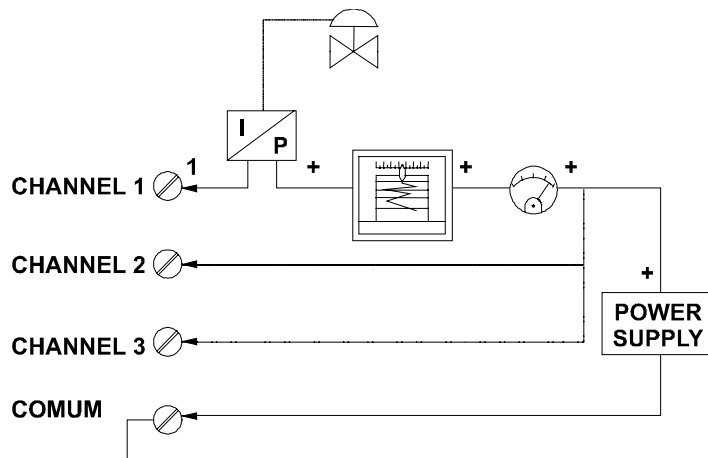 I
P
1
+
+
+
CHANNEL 1
CHANNEL 2
+
POWER
SUPPLY
CHANNEL 3
COMUM